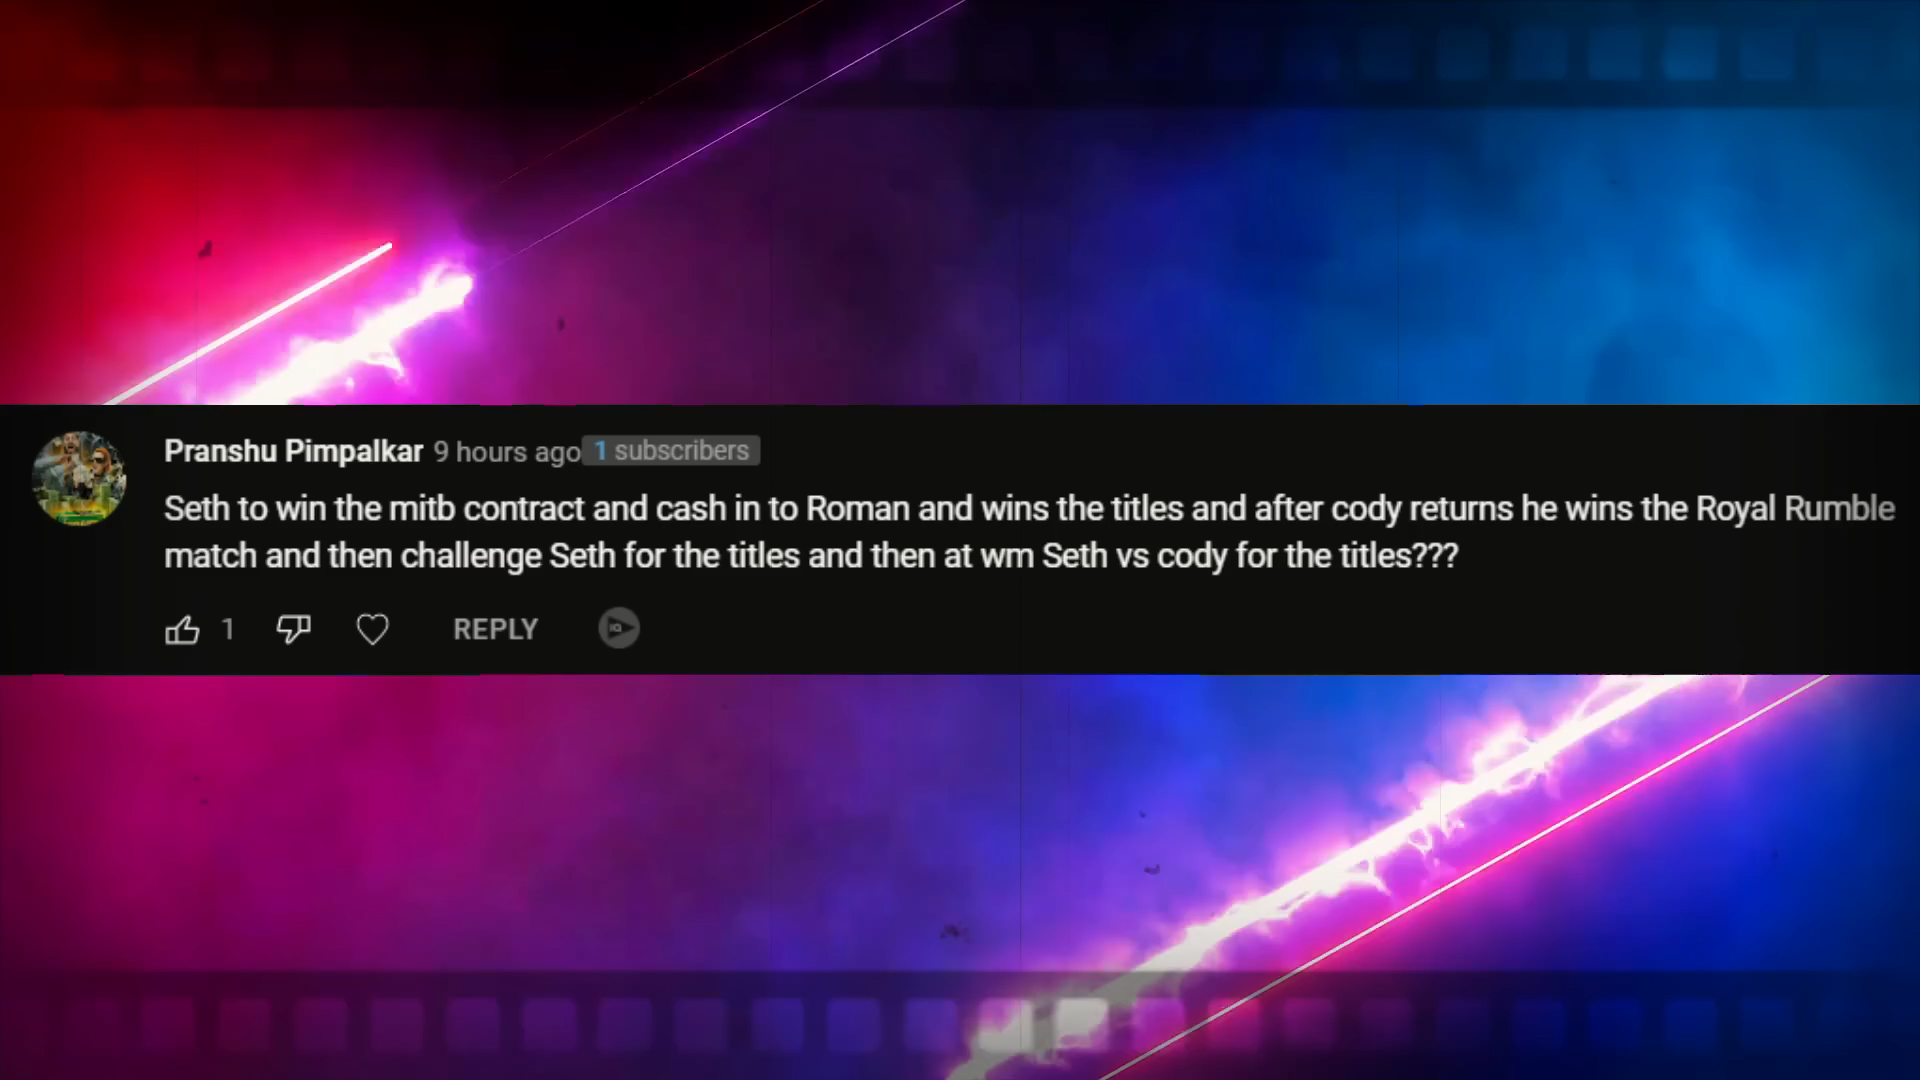 Pranshu Pimpalkar 9 hours ago 1 subscribers
Seth to win the mitb contract and cash in to Roman and wins the titles and after cody returns he wins the Royal Rumble
match and then challenge Seth for the titles and then at wm Seth vs cody for the titles???
1 REPLY IQ